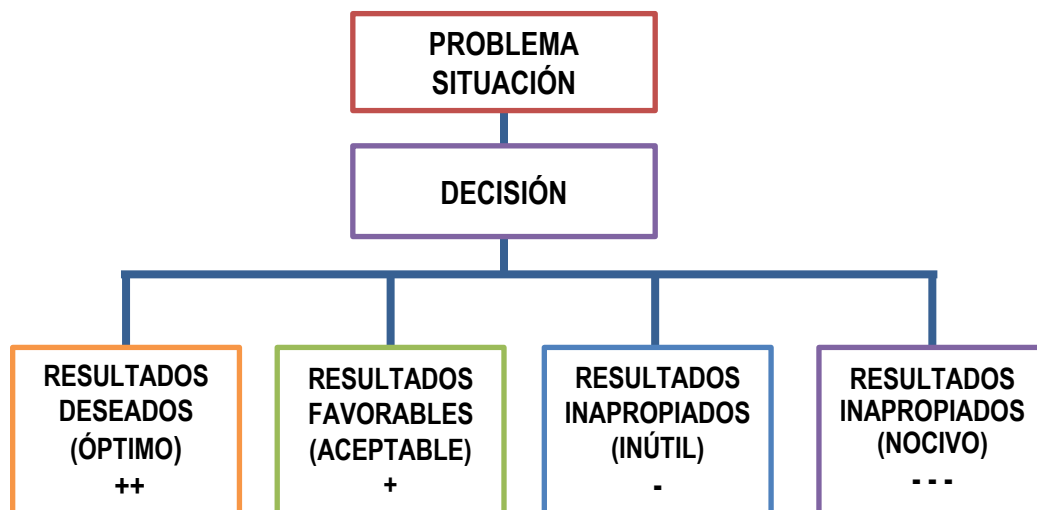 PROBLEMA
SITUACIÓN
DECISIÓN
RESULTADOS
DESEADOS
(ÓPTIMO)
++
RESULTADOS
FAVORABLES
(ACEPTABLE)
+
RESULTADOS
INAPROPIADOS
(INÚTIL)
-
RESULTADOS
INAPROPIADOS
(NOCIVO)
- - -